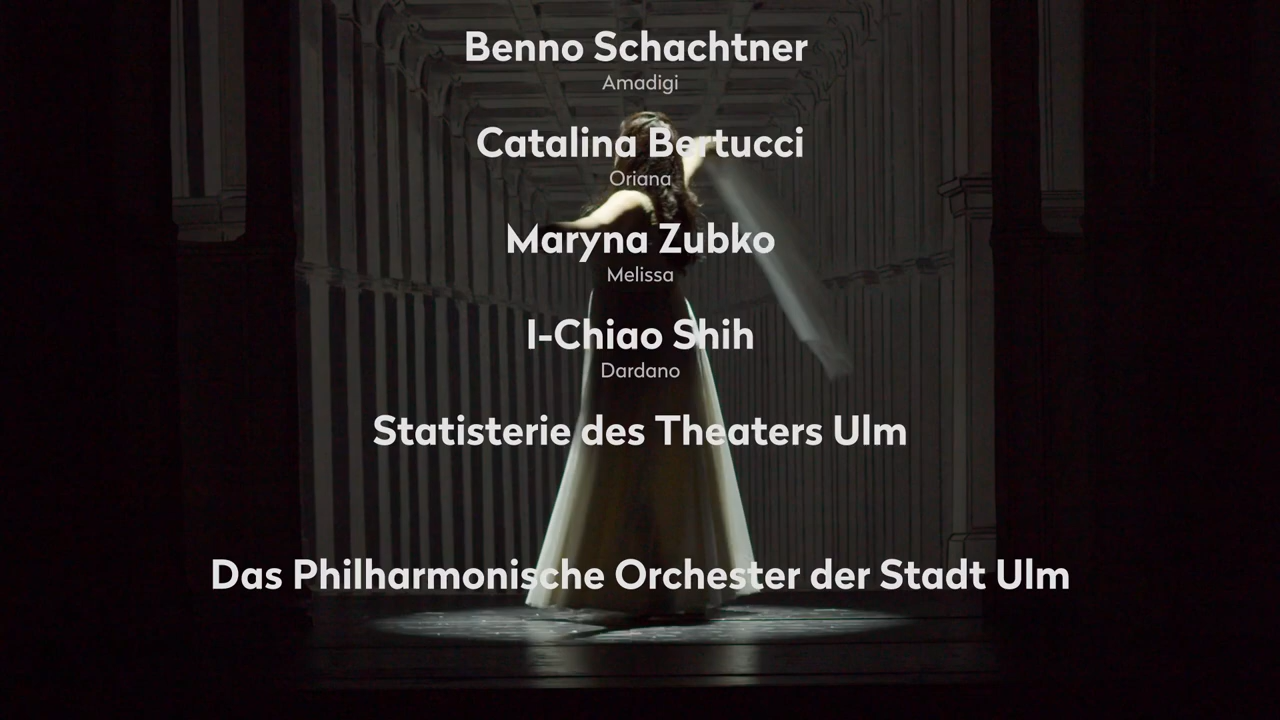 Benno Schachtner
Amadigi
Catalina Bertucci
Oriana
Maryna Zubko
Melissa
I-Chiao Shih
Dardano
Statisterie des Theaters Ulm
Das Philharmonische Orchester der Stadt Ulm